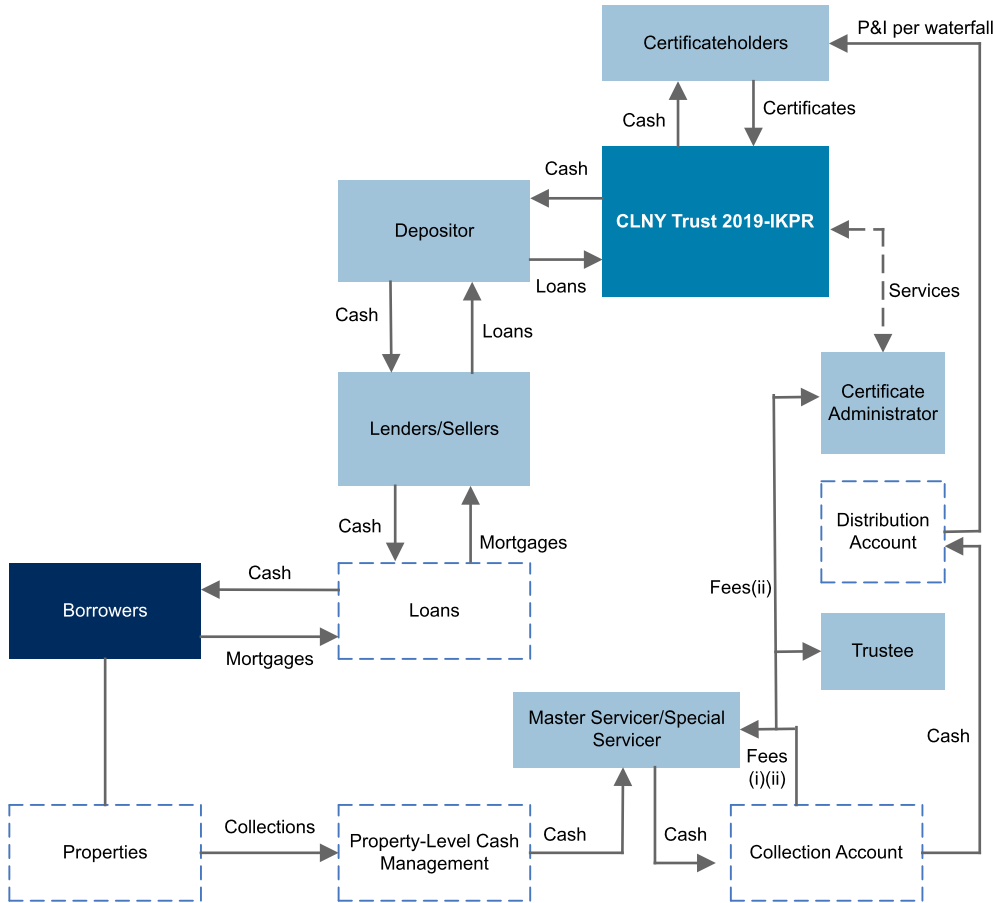 P&I per waterfall
Certificateholders
Cash
Certificates
Cash
CLNY Trust 2019-IKPR
Depositor
Loans
Services
Cash
Loans
Certificate
Administrator
Lenders/Sellers
Distribution
Account
Cash
Mortgages
Cash
Fees(ii)
Borrowers
Loans
Mortgages
Trustee
Master Servicer/Special
Servicer
Cash
Fees
(i)(ii)
Collections
Cash
Cash
Properties
Property-Level Cash
Management
Collection Account